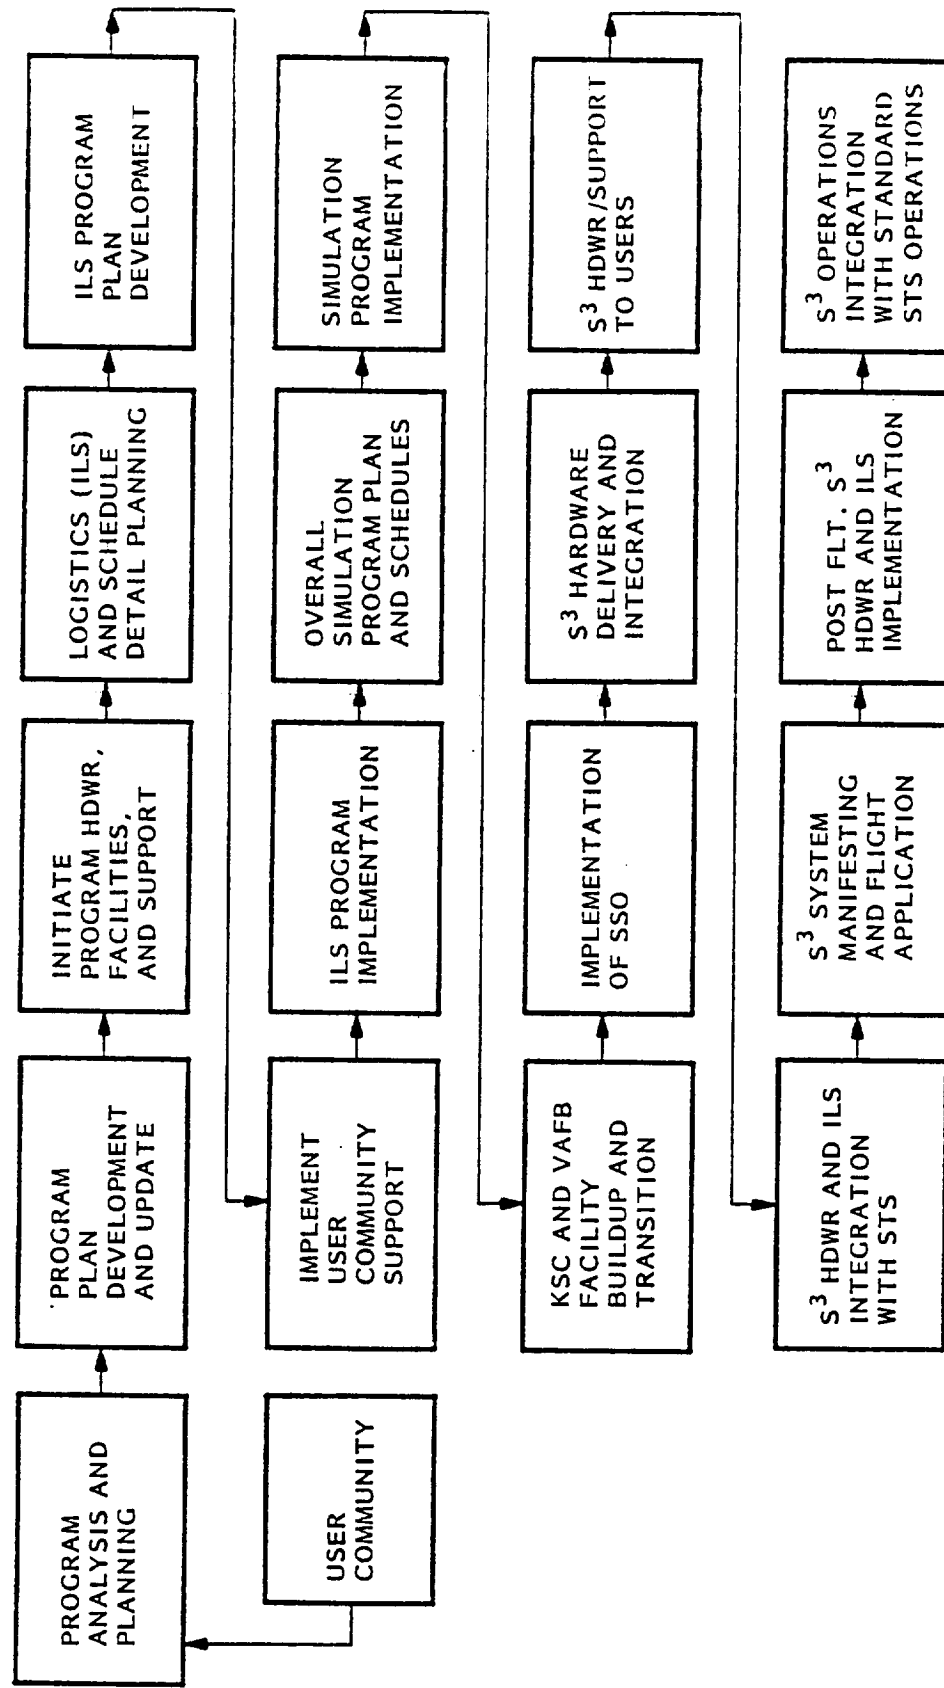 PROGRAM
ANALYSIS AND
PLANNING
PROGRAM
PLAN
DEVELOPMENT
AND UPDATE
INITIATE
PROGRAM HDWR,
FACILITIES,
AND SUPPORT
LOGISTICS (ILS)
AND SCHEDULE
DETAIL PLANNING
ILS PROGRAM
PLAN
DEVELOPMENT
USER
COMMUNITY
IMPLEMENT
USER
COMMUNITY
SUPPORT
ILS PROGRAM
IMPLEMENTATION
OVERALL
SIMULATION
PROGRAM PLAN
AND SCHEDULES
SIMULATION
PROGRAM
IMPLEMENTATION
KSC AND VAFB
FACILITY
BUILDUP AND
TRANSITION
IMPLEMENTATION
OF SSO
S³ HARDWARE
DELIVERY AND
INTEGRATION
S³ HDWR/SUPPORT
TO USERS
S³ HDWR AND ILS
INTEGRATION
WITH STS
S³ SYSTEM
MANIFESTING
AND FLIGHT
APPLICATION
POST FLT. S³
HDWR AND ILS
IMPLEMENTATION
S³ OPERATIONS
INTEGRATION
WITH STANDARD
STS OPERATIONS